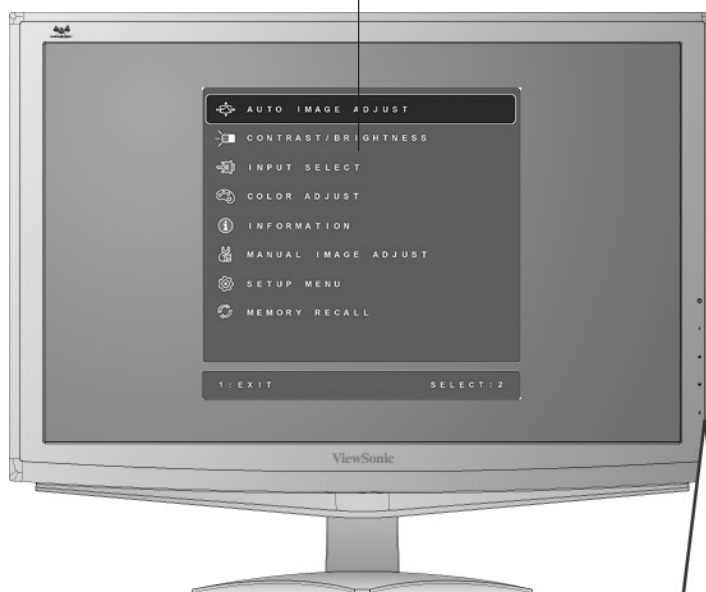 AUTO IMAGE ADJUST
CONTRAST/BRIGHTNESS
INPUT SELECT
COLOR ADJUST
INFORMATION
MANUAL IMAGE ADJUST
SETUP MENU
MEMORY RECALL
1:EXIT SELECT:2
ViewSonic